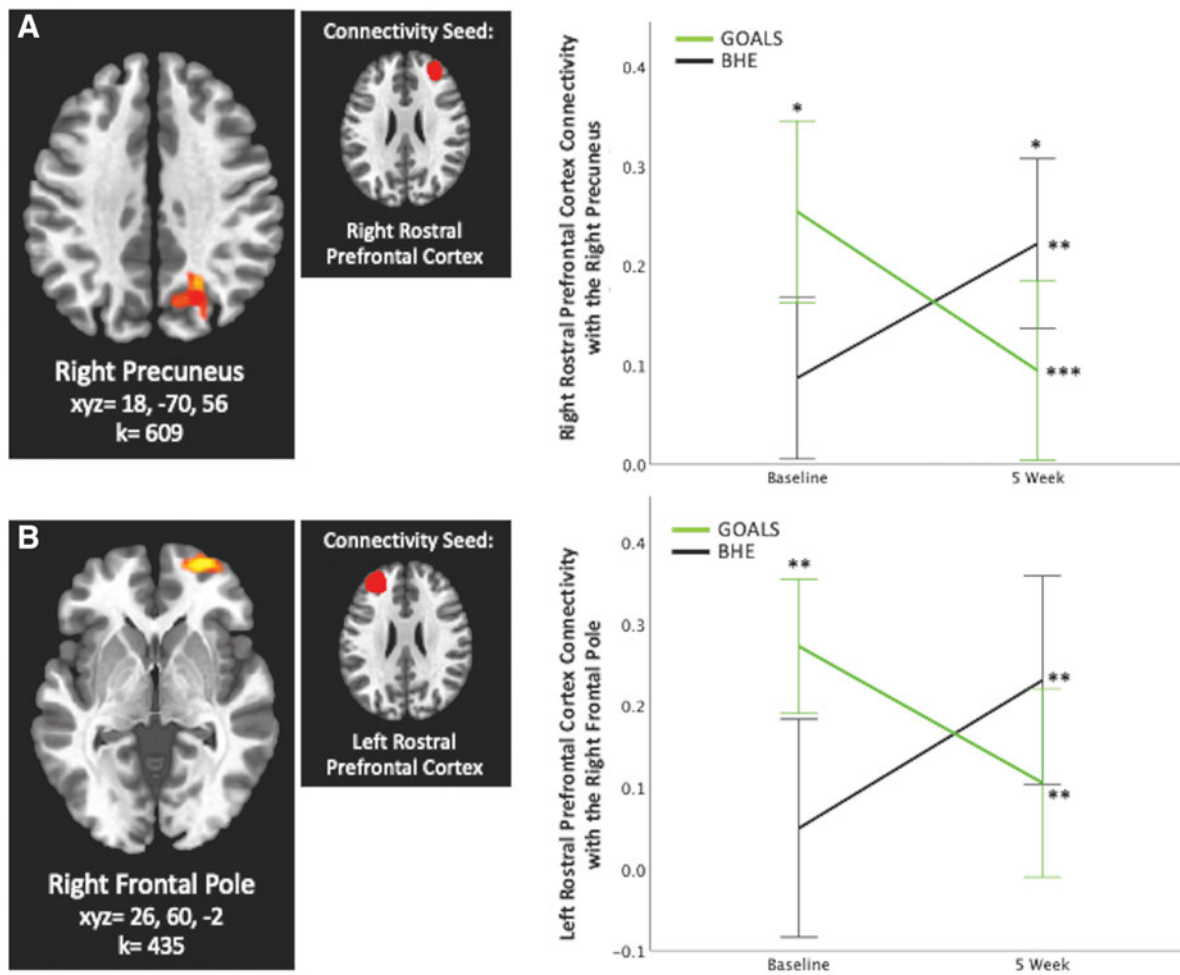 A
Connectivity Seed:
Right Rostral
Prefrontal Cortex
Right Precuneus
xyz= 18, -70, 56
k= 609
GOALS
BHE
Right Rostral Prefrontal Cortex Connectivity
with the Right Precuneus
0.4
0.3
0.2
0.1
0.0
*
*
**
***
Baseline
5 Week
B
Connectivity Seed:
Left Rostral
Prefrontal Cortex
Right Frontal Pole
xyz= 26, 60, -2
k= 435
GOALS
BHE
Left Rostral Prefrontal Cortex Connectivity
with the Right Frontal Pole
0.4
0.3
0.2
0.1
0.0
-0.1
**
**
**
Baseline
5 Week